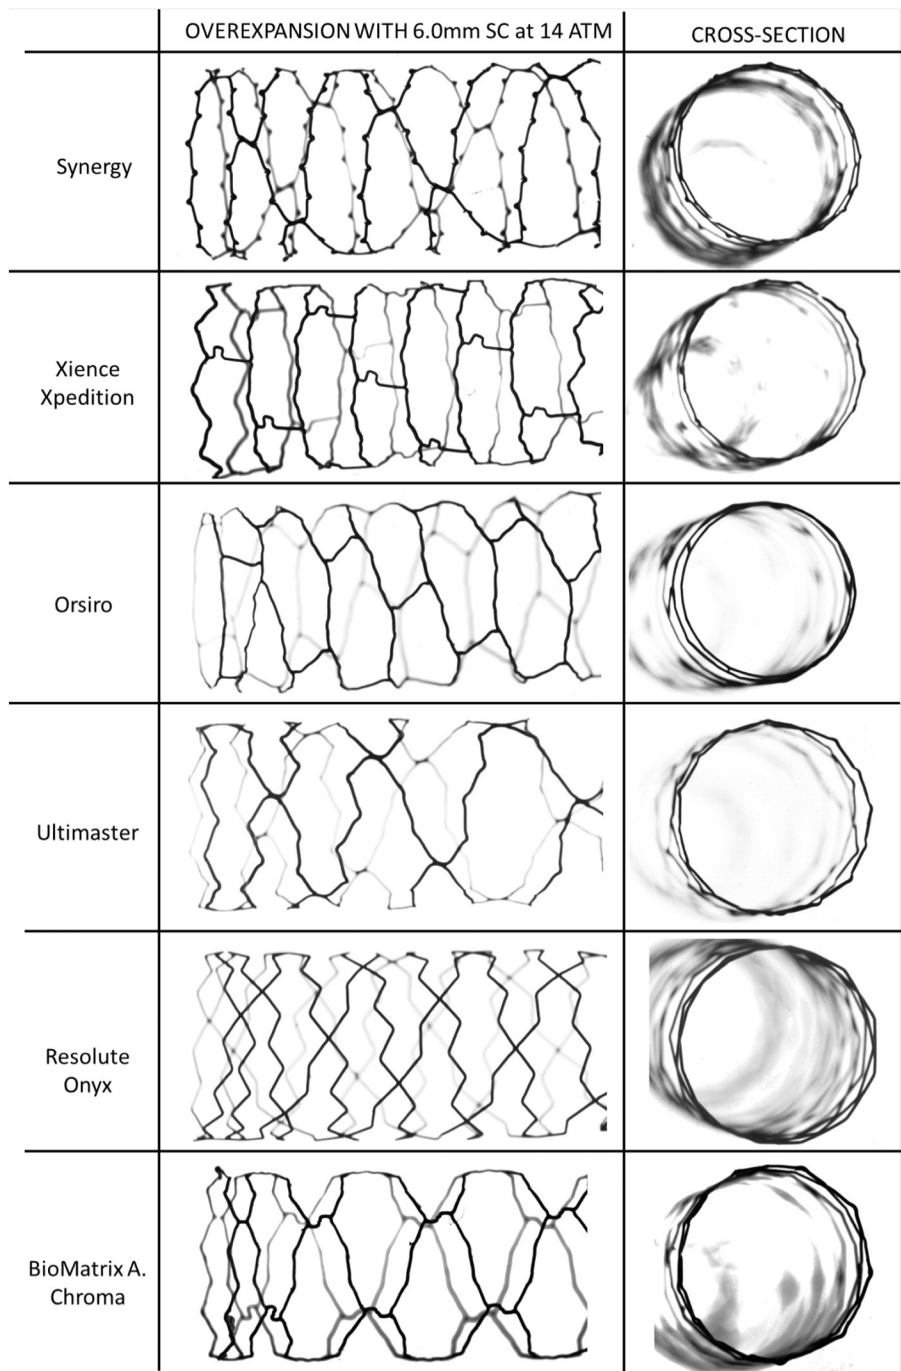 OVEREXPANSION WITH 6.0mm SC at 14 ATM
CROSS-SECTION
Synergy
Xience
Xpedition
Orsiro
Ultimaster
Resolute
Onyx
BioMatrix A.
Chroma